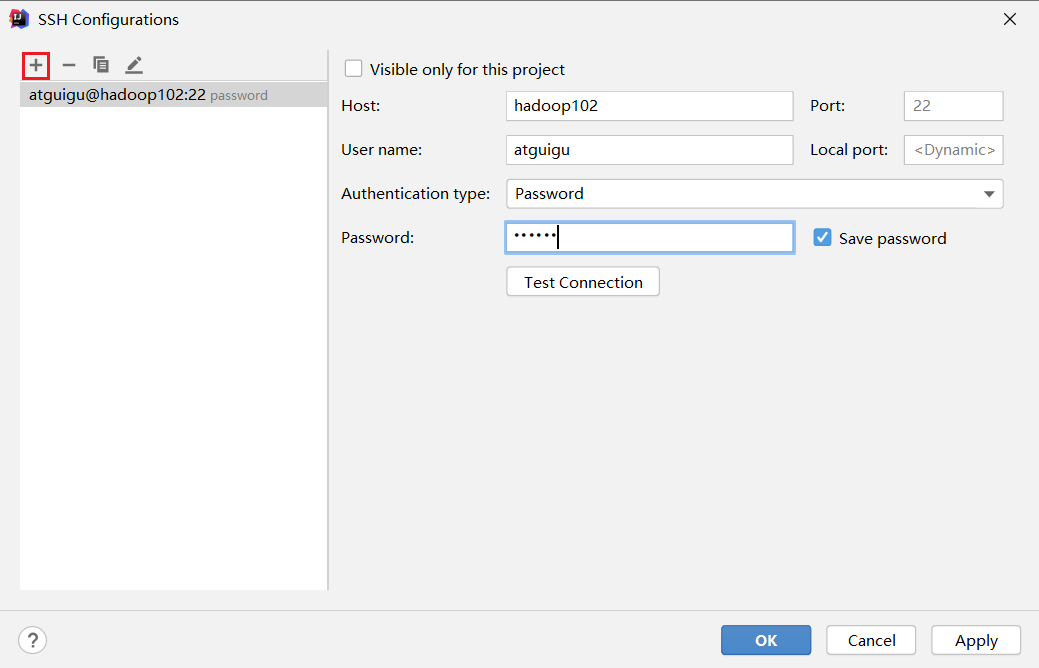 SSH Configurations
atguigu@hadoop102:22 password
Visible only for this project
Host: hadoop102 Port: 22
User name: atguigu Local port: <Dynamic>
Authentication type: Password
Password: •••••• Save password
Test Connection
? OK Cancel Apply